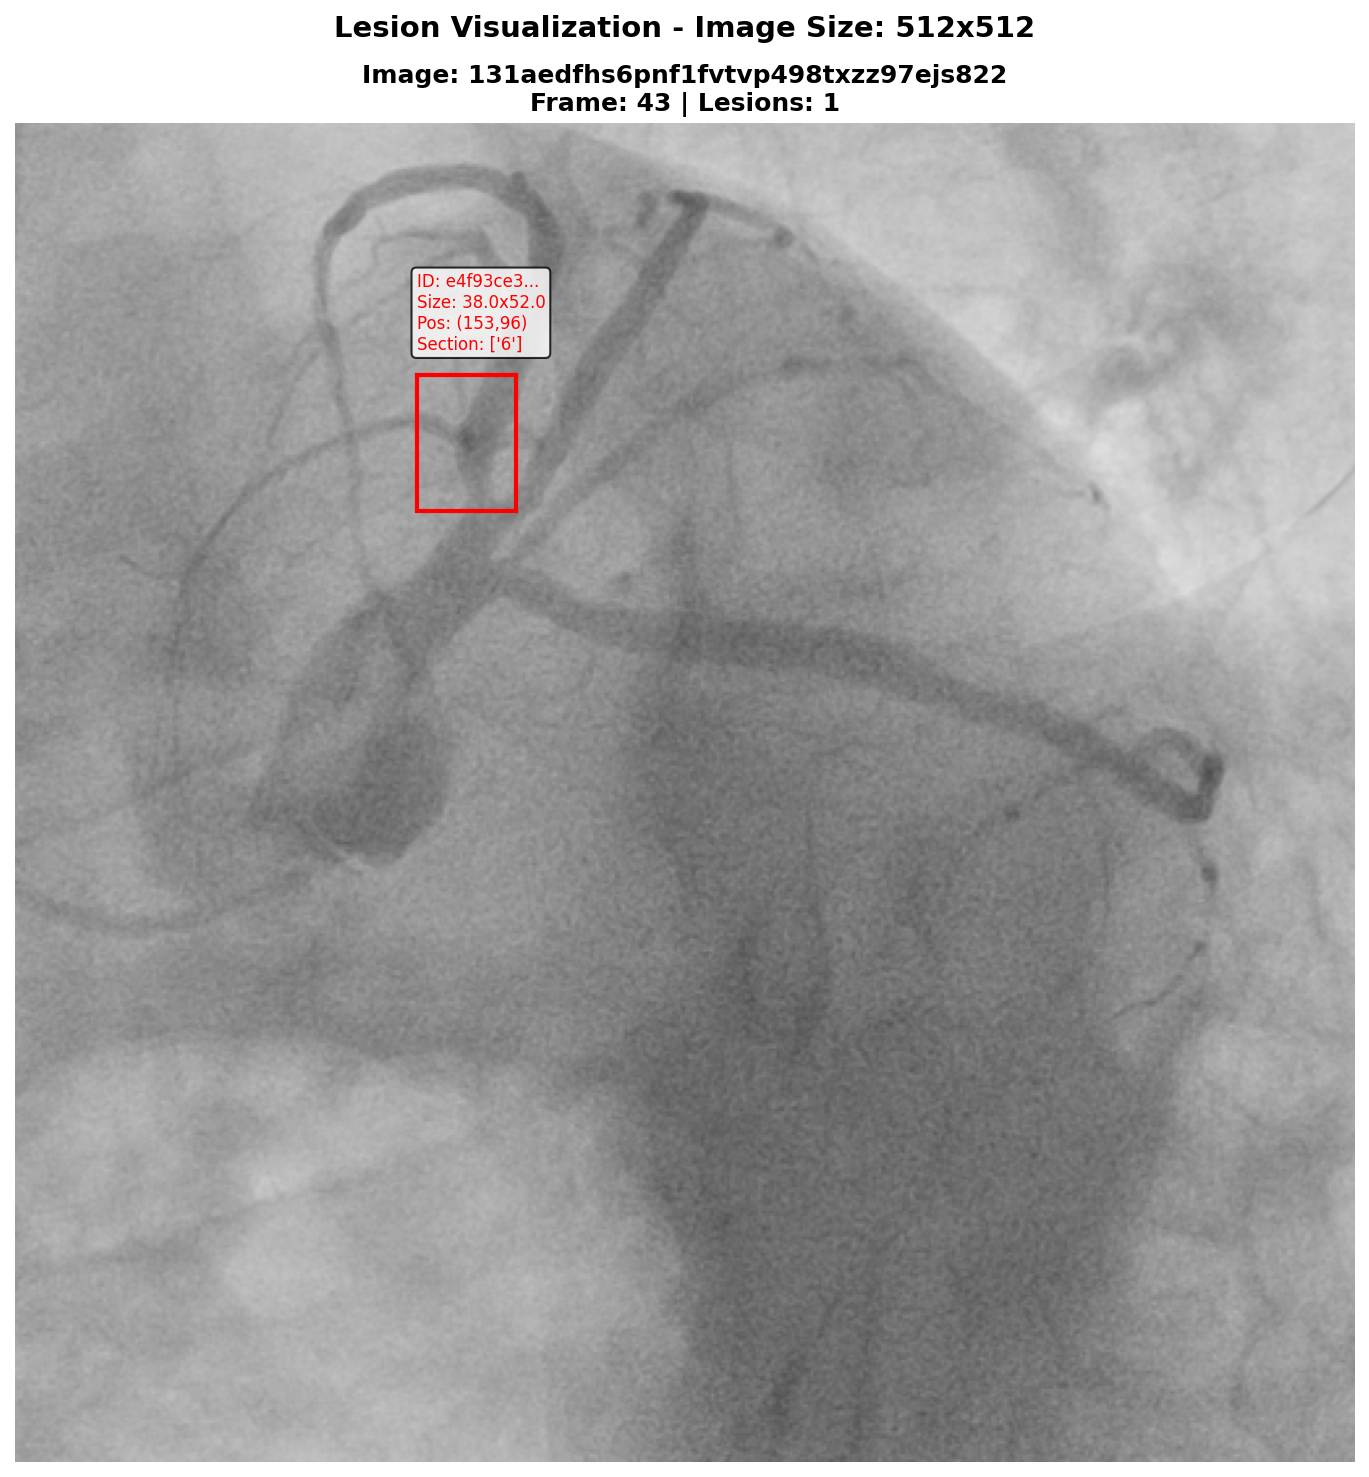 Lesion Visualization - Image Size: 512x512
Image: 131aedfhs6pnf1fvtvp498txzz97ejs822
Frame: 43 | Lesions: 1
ID: e4f93ce3...
Size: 38.0x52.0
Pos: (153,96)
Section: ['6']